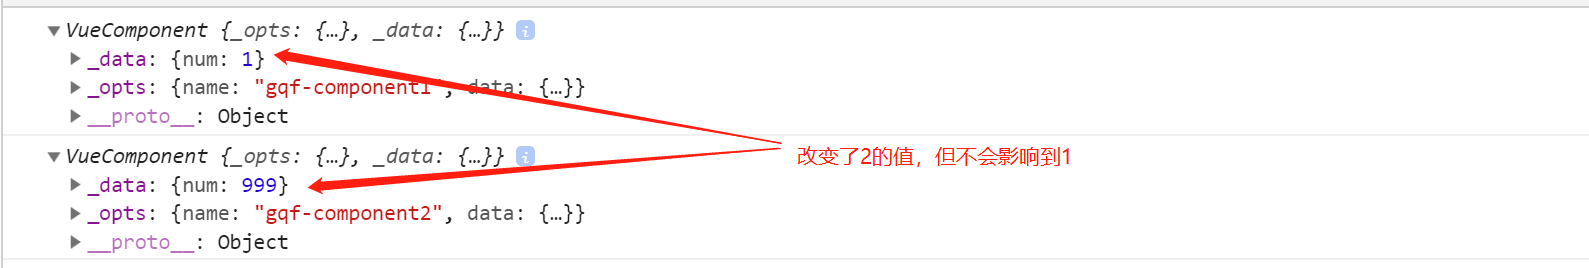 VueComponent {_opts: {…}, _data: {…}} i
_data: {num: 1}
_opts: {name: "gqf-component1", data: {…}}
__proto__: Object
VueComponent {_opts: {…}, _data: {…}} i
改变了2的值，但不会影响到1
_data: {num: 999}
_opts: {name: "gqf-component2", data: {…}}
__proto__: Object